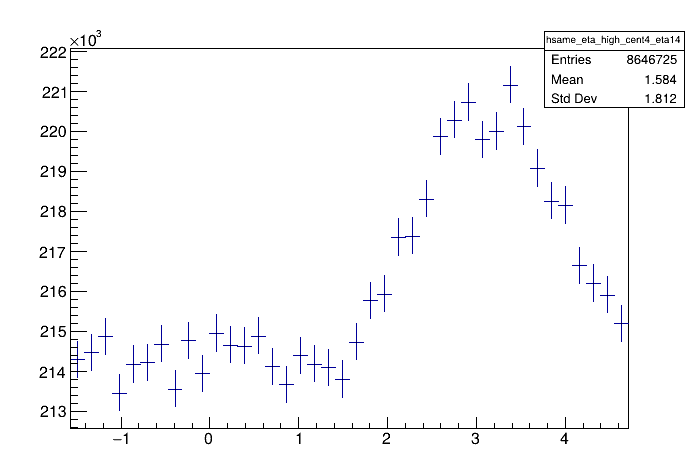 ×10³
hsame_eta_high_cent4_eta14
Entries 8646725
Mean 1.584
Std Dev 1.812
222
221
220
219
218
217
216
215
214
213
−1 0 1 2 3 4